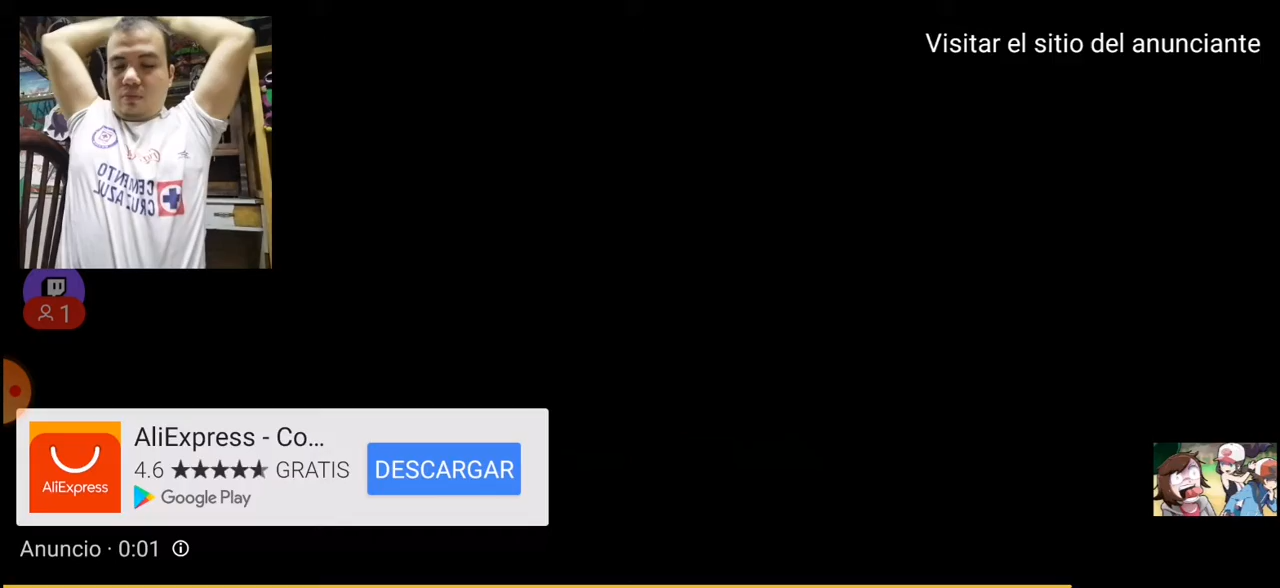 Visitar el sitio del anunciante
CEMENTO
CRUZ AZUL
1
AliExpress - Co...
4.6 ★★★★★ GRATIS
DESCARGAR
AliExpress
Google Play
Anuncio · 0:01